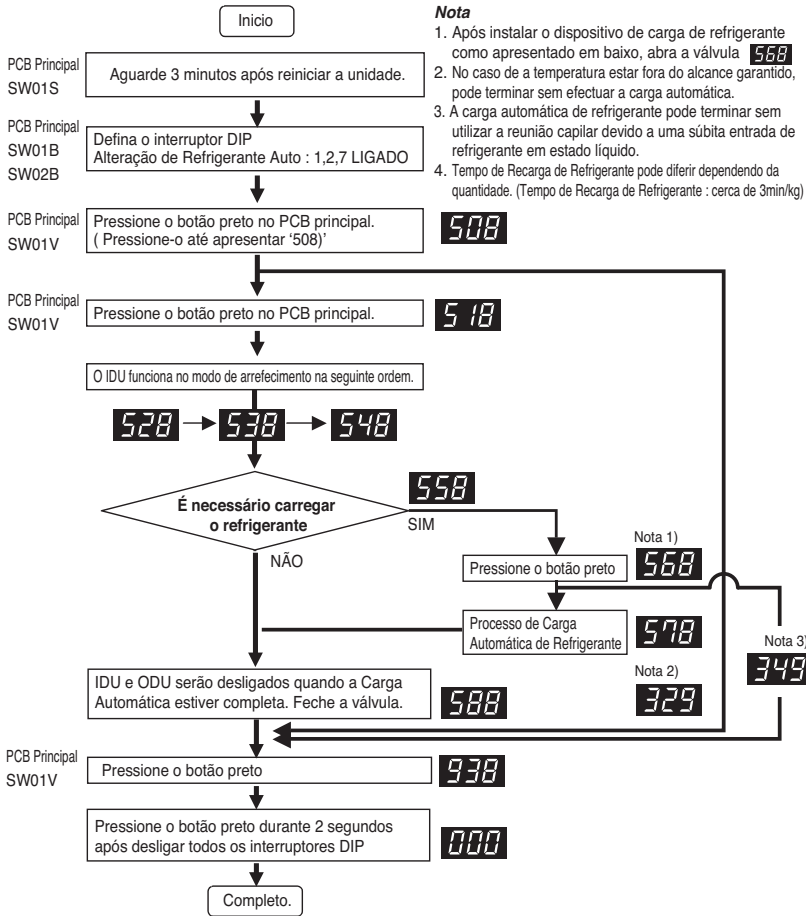 Inicio
Nota
1. Após instalar o dispositivo de carga de refrigerante
como apresentado em baixo, abra a válvula 568
2. No caso de a temperatura estar fora do alcance garantido,
pode terminar sem efectuar a carga automática.
3. A carga automática de refrigerante pode terminar sem
utilizar a reunião capilar devido a uma súbita entrada de
refrigerante em estado líquido.
4. Tempo de Recarga de Refrigerante pode diferir dependendo da
quantidade. (Tempo de Recarga de Refrigerante : cerca de 3min/kg)
PCB Principal
SW01S
Aguarde 3 minutos após reiniciar a unidade.
PCB Principal
SW01B
SW02B
Defina o interruptor DIP
Alteração de Refrigerante Auto : 1,2,7 LIGADO
PCB Principal
SW01V
Pressione o botão preto no PCB principal.
( Pressione-o até apresentar ‘508)’
508
PCB Principal
SW01V
Pressione o botão preto no PCB principal.
518
O IDU funciona no modo de arrefecimento na seguinte ordem.
528 538 548
É necessário carregar
o refrigerante
558
SIM
NÃO
Pressione o botão preto
Nota 1)
568
Processo de Carga
Automática de Refrigerante
578
Nota 3)
349
Nota 2)
329
IDU e ODU serão desligados quando a Carga
Automática estiver completa. Feche a válvula.
588
PCB Principal
SW01V
Pressione o botão preto
938
Pressione o botão preto durante 2 segundos
após desligar todos os interruptores DIP
000
Completo.